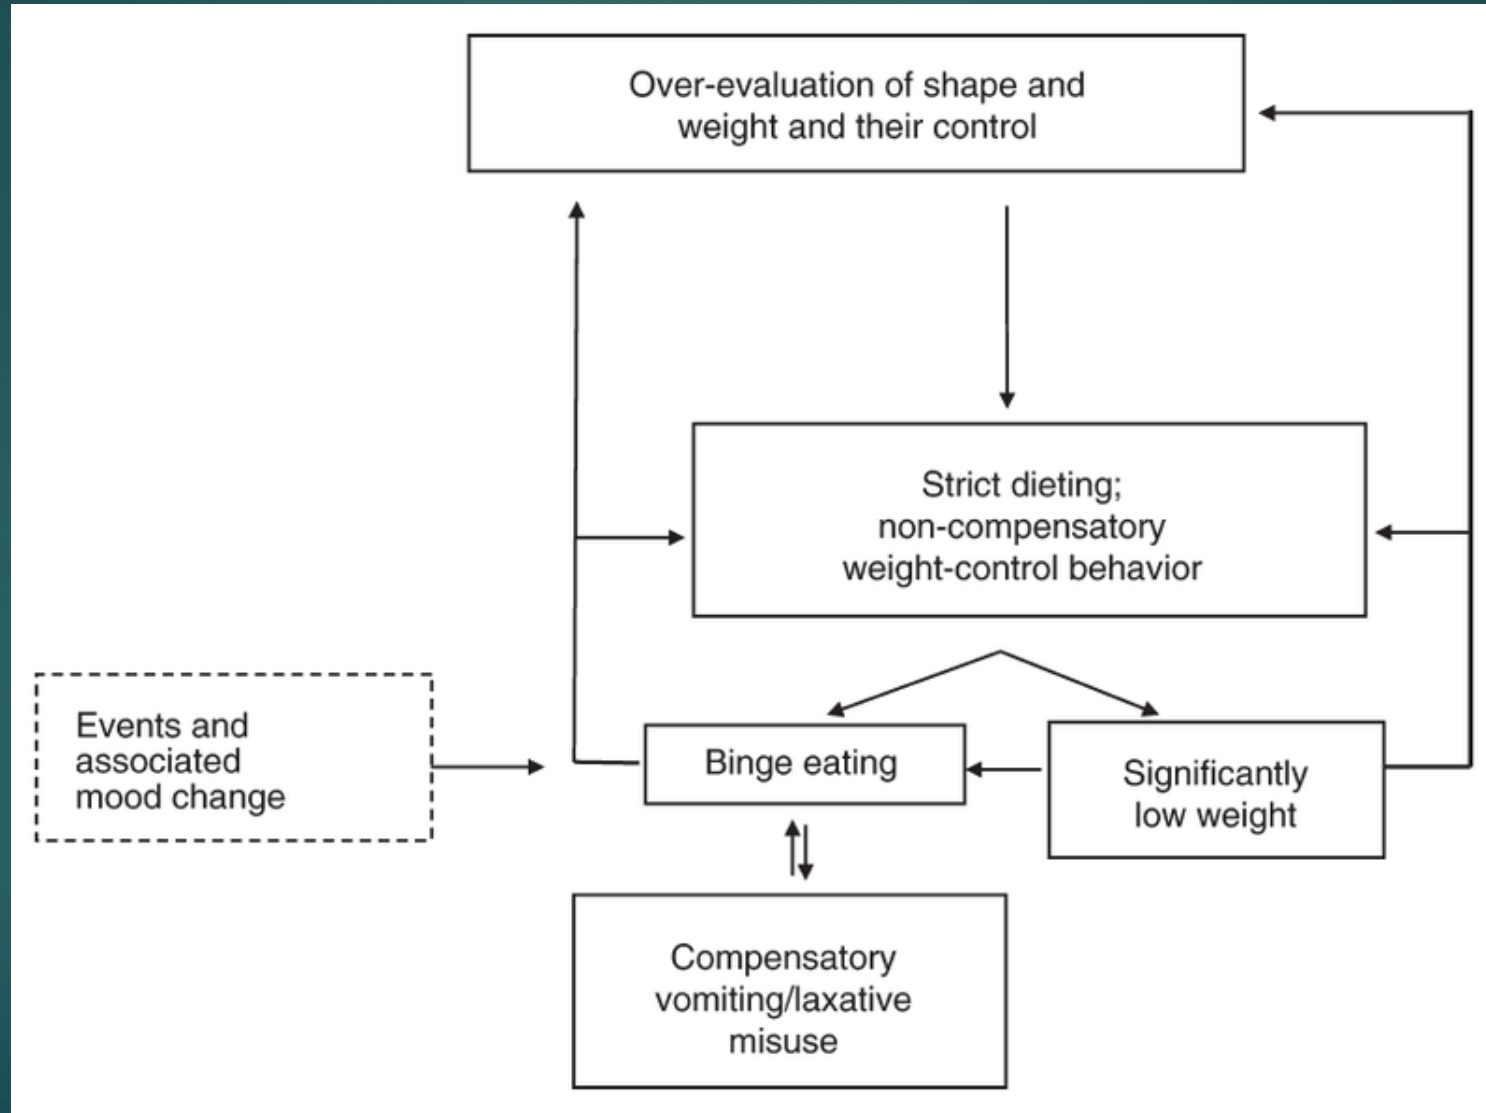 Over-evaluation of shape and
weight and their control
Strict dieting;
non-compensatory
weight-control behavior
Events and
associated
mood change
Binge eating
Significantly
low weight
Compensatory
vomiting/laxative
misuse